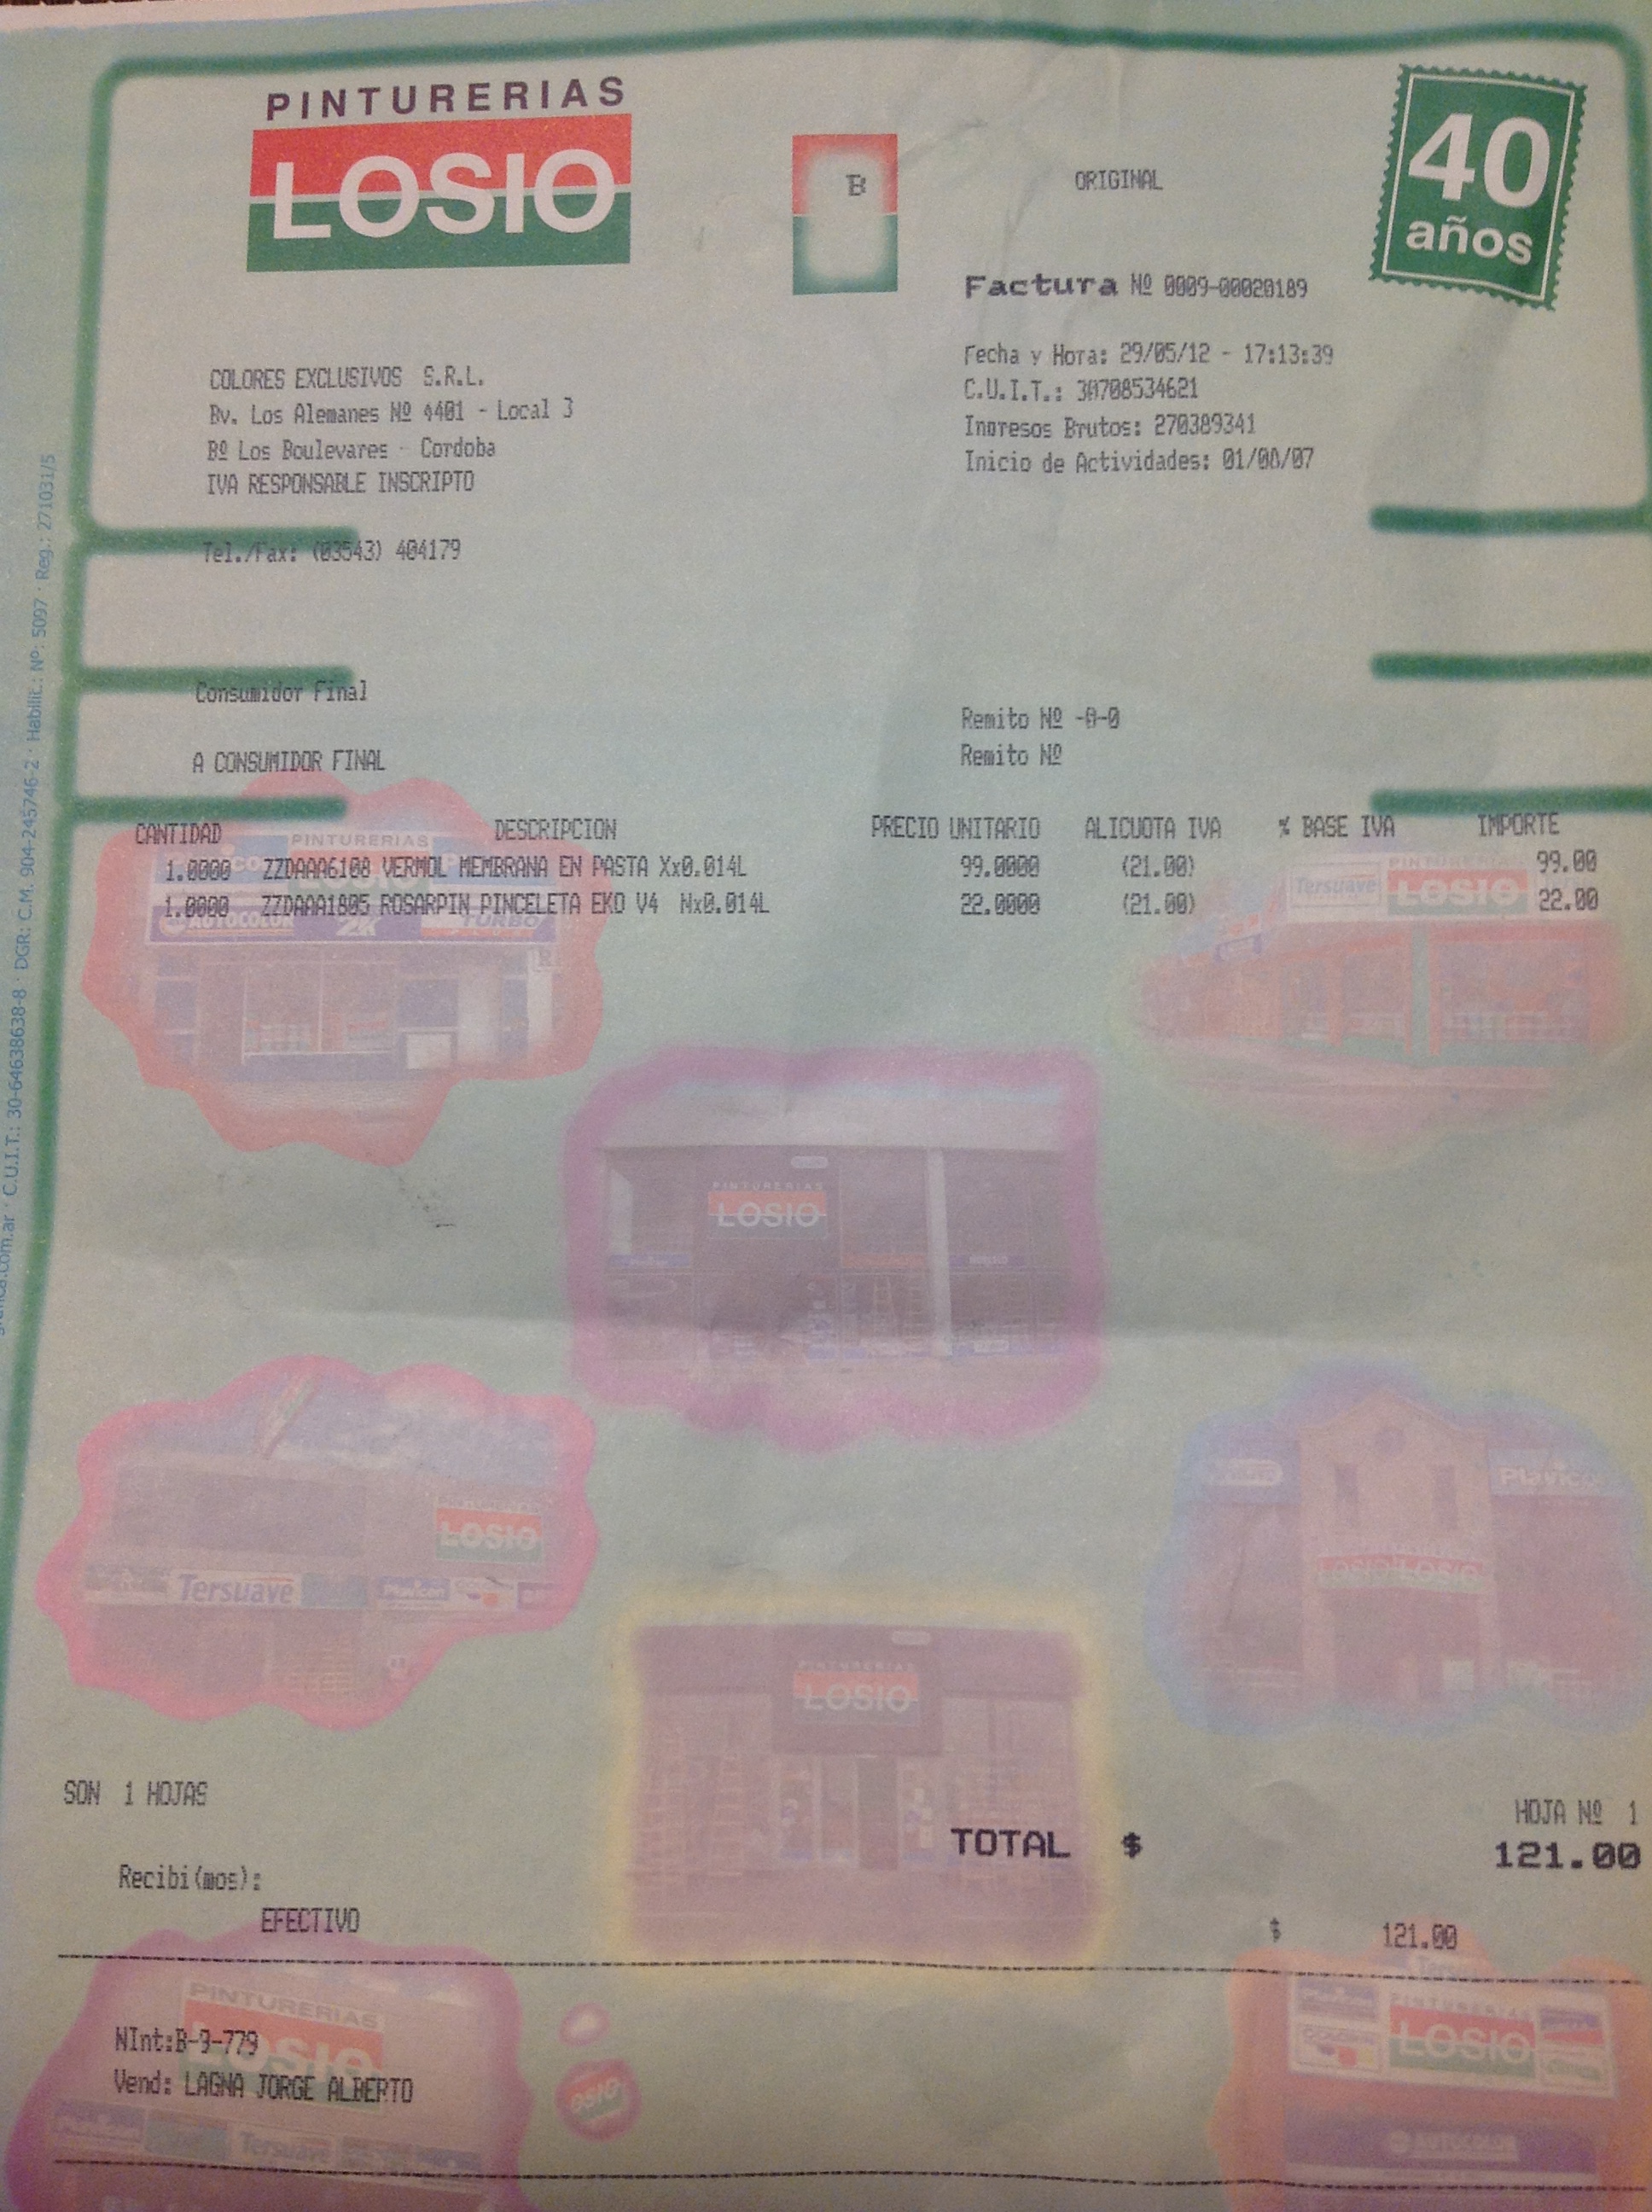 PINTURERIAS
LOSIO
B
ORIGINAL
40
años
Factura Nº 0009-00020189
Fecha y Hora: 29/05/12 - 17:13:39
C.U.I.T.: 30708534621
Ingresos Brutos: 270389341
Inicio de Actividades: 01/08/07
COLORES EXCLUSIVOS S.R.L.
Bv. Los Alemanes Nº 4401 - Local 3
Bº Los Boulevares - Cordoba
IVA RESPONSABLE INSCRIPTO
Tel./Fax: (03543) 404179
Consumidor Final
A CONSUMIDOR FINAL
Remito Nº -0-0
Remito Nº
CANTIDAD DESCRIPCION PRECIO UNITARIO ALICUOTA IVA % BASE IVA IMPORTE
1.0000 ZZDAAA6108 VERMOL MEMBRANA EN PASTA Xx0.014L 99.0000 (21.00) 99.00
1.0000 ZZDAAA1805 ROSARPIN PINCELETA EKO V4 Nx0.014L 22.0000 (21.00) 22.00
PINTURERIAS
AUTOCOLOR 2K TURBO
PINTURERIAS
Tersuave LOSIO
PINTURERIAS
LOSIO
LOSIO
Tersuave Plavicon
LOSIO LOSIO
PINTURERIAS
LOSIO
SON 1 HOJAS
HOJA Nº 1
TOTAL $ 121.00
Recibi(mos):
EFECTIVO $ 121.00
PINTURERIAS
LOSIO
NInt:B-9-779
Vend: LAGNA JORGE ALBERTO
Tersuave
PINTURERIAS
LOSIO
AUTOCOLOR
.com.ar · C.U.I.T.: 30-64638638-8 · DGR: C.M. 904-245746-2 · Habilit.: Nº: 5097 · Reg.: 271031/5